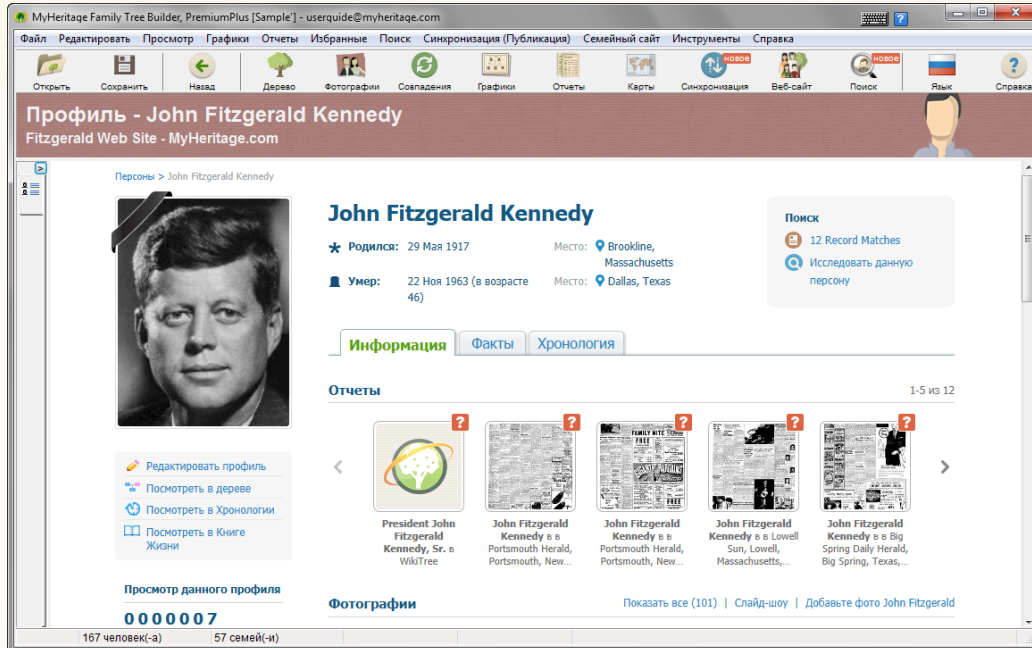 MyHeritage Family Tree Builder, PremiumPlus [Sample'] - userquide@myheritage.com
Файл Редактировать Просмотр Графики Отчеты Избранные Поиск Синхронизация (Публикация) Семейный сайт Инструменты Справка
НОВОЕ НОВОЕ
Открыть Сохранить Назад Дерево Фотографии Совпадения Графики Отчеты Карты Синхронизация Веб-сайт Поиск Язык Справка
Профиль - John Fitzgerald Kennedy
Fitzgerald Web Site - MyHeritage.com
Персоны > John Fitzgerald Kennedy
John Fitzgerald Kennedy
Родился: 29 Мая 1917 Место: Brookline,
Massachusetts
Умер: 22 Ноя 1963 (в возрасте
46)
Место: Dallas, Texas
Поиск
12 Record Matches
Исследовать данную
персону
Информация Факты Хронология
Отчеты 1-5 из 12
? ? ? ? ?
FAMILY NITE
FREE
FREE
President John
Fitzgerald
Kennedy, Sr. в
WikiTree
John Fitzgerald
Kennedy в в
Portsmouth Herald,
Portsmouth, New...
John Fitzgerald
Kennedy в в
Portsmouth Herald,
Portsmouth, New...
John Fitzgerald
Kennedy в в Lowell
Sun, Lowell,
Massachusetts,...
John Fitzgerald
Kennedy в в Big
Spring Daily Herald,
Big Spring, Texas,...
Редактировать профиль
Посмотреть в дереве
Посмотреть в Хронологии
Посмотреть в Книге
Жизни
Просмотр данного профиля
0000007
Фотографии Показать все (101) | Слайд-шоу | Добавьте фото John Fitzgerald
167 человек(-а) 57 семей(-и)